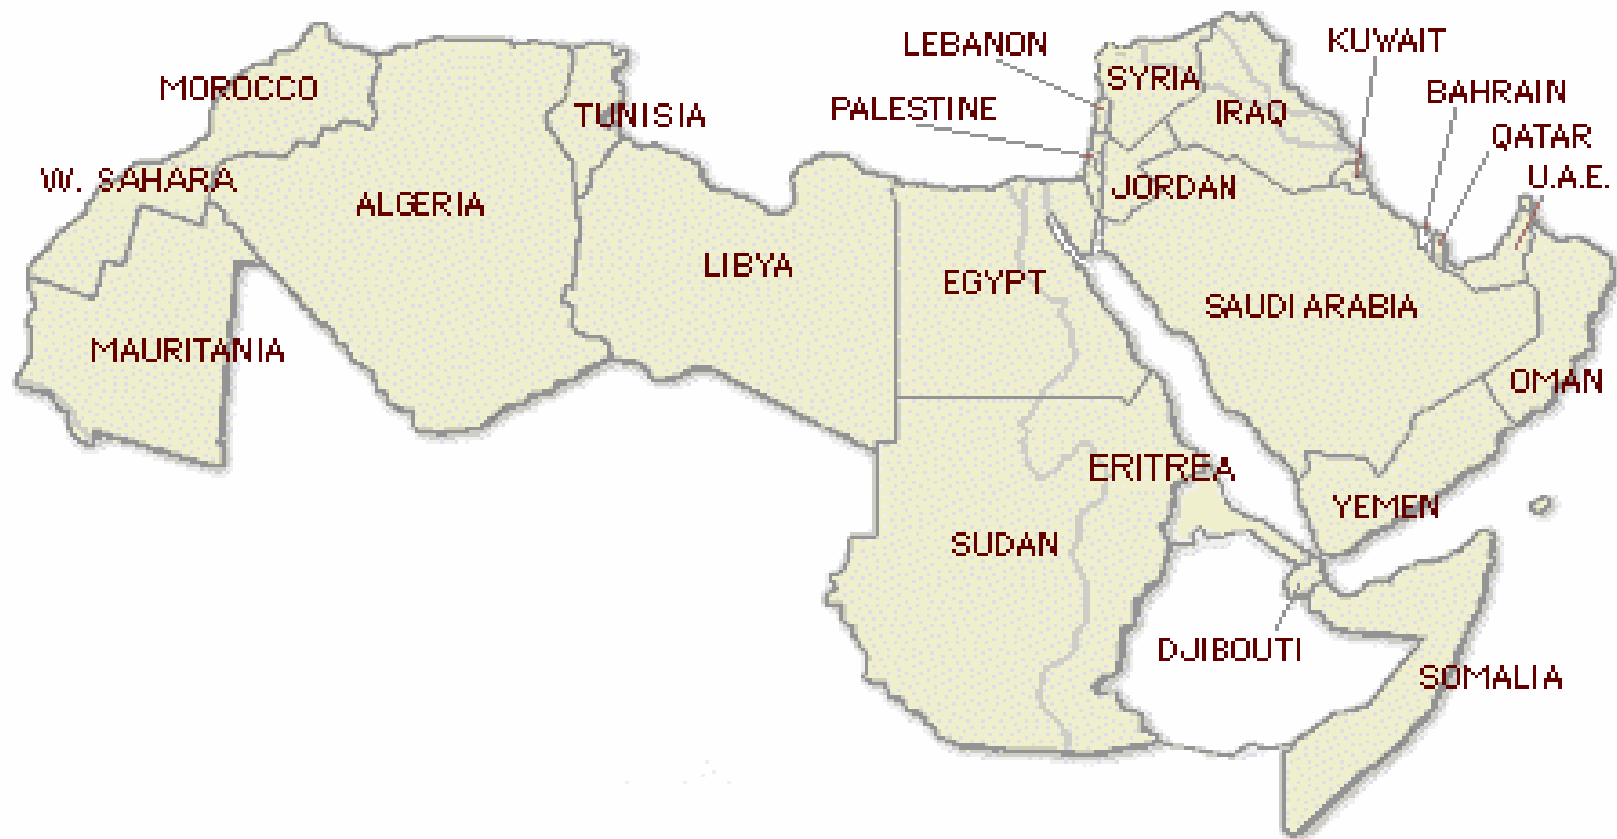 LEBANON
KUWAIT
SYRIA
MOROCCO
BAHRAIN
PALESTINE
IRAQ
TUNISIA
QATAR
W. SAHARA
U.A.E.
JORDAN
ALGERIA
LIBYA
EGYPT
SAUDI ARABIA
MAURITANIA
OMAN
ERITREA
YEMEN
SUDAN
DJIBOUTI
SOMALIA